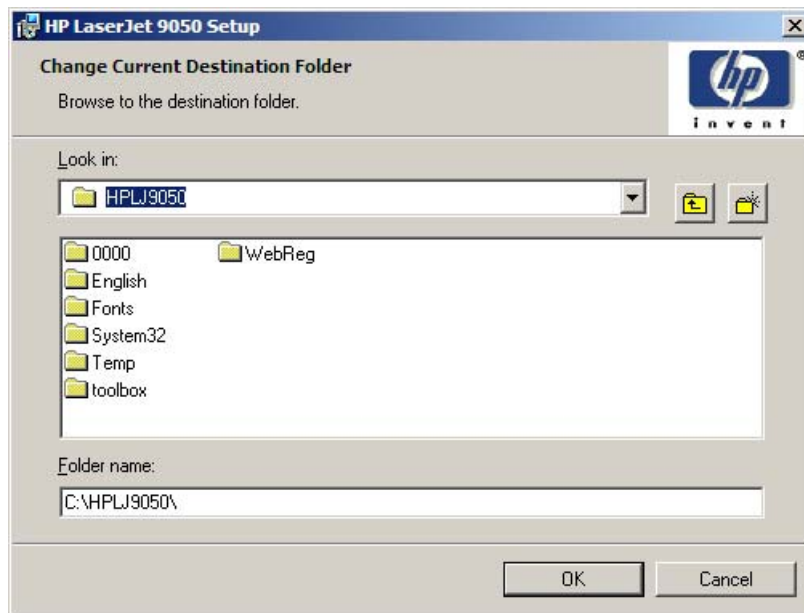 HP LaserJet 9050 Setup
Change Current Destination Folder
Browse to the destination folder.
hp
®
invent
Look in:
HPLJ9050
0000
WebReg
English
Fonts
System32
Temp
toolbox
Folder name:
C:\HPLJ9050\
OK
Cancel